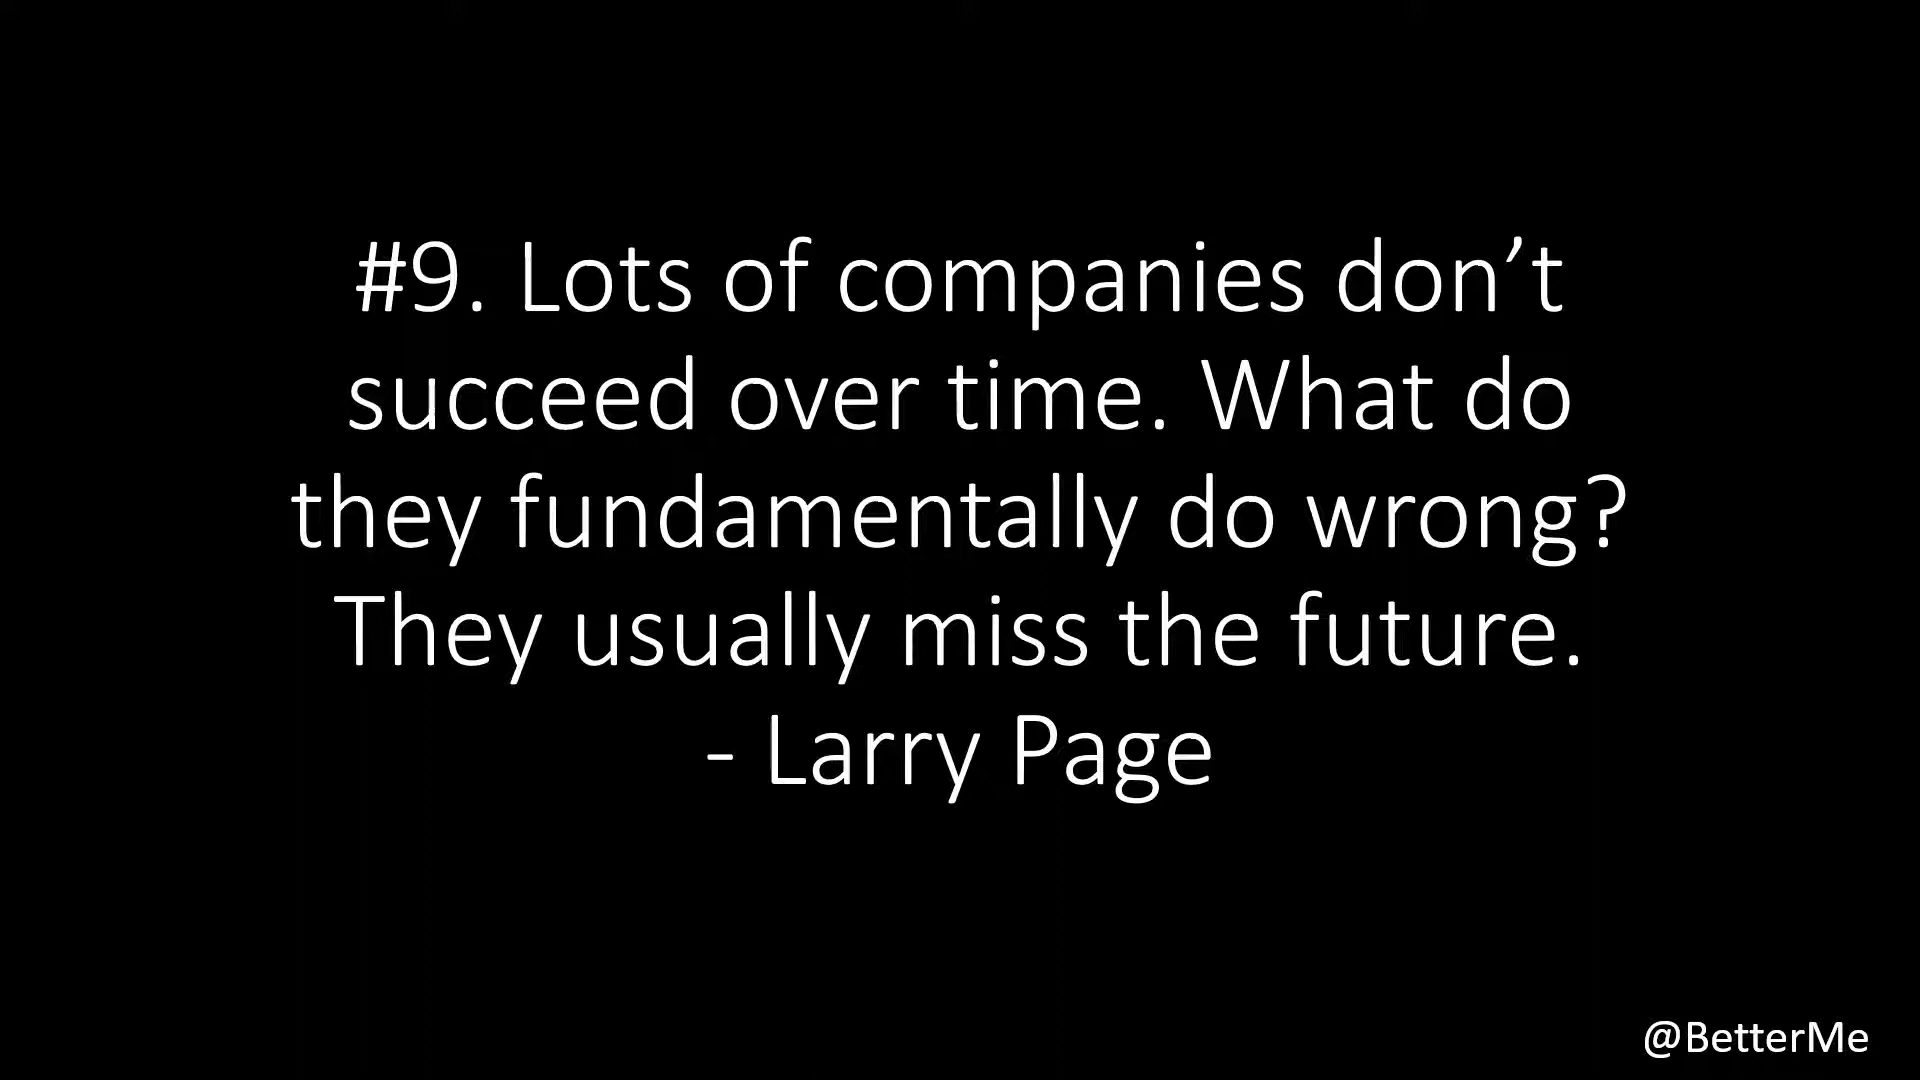 #9. Lots of companies don’t
succeed over time. What do
they fundamentally do wrong?
They usually miss the future.
- Larry Page
@BetterMe